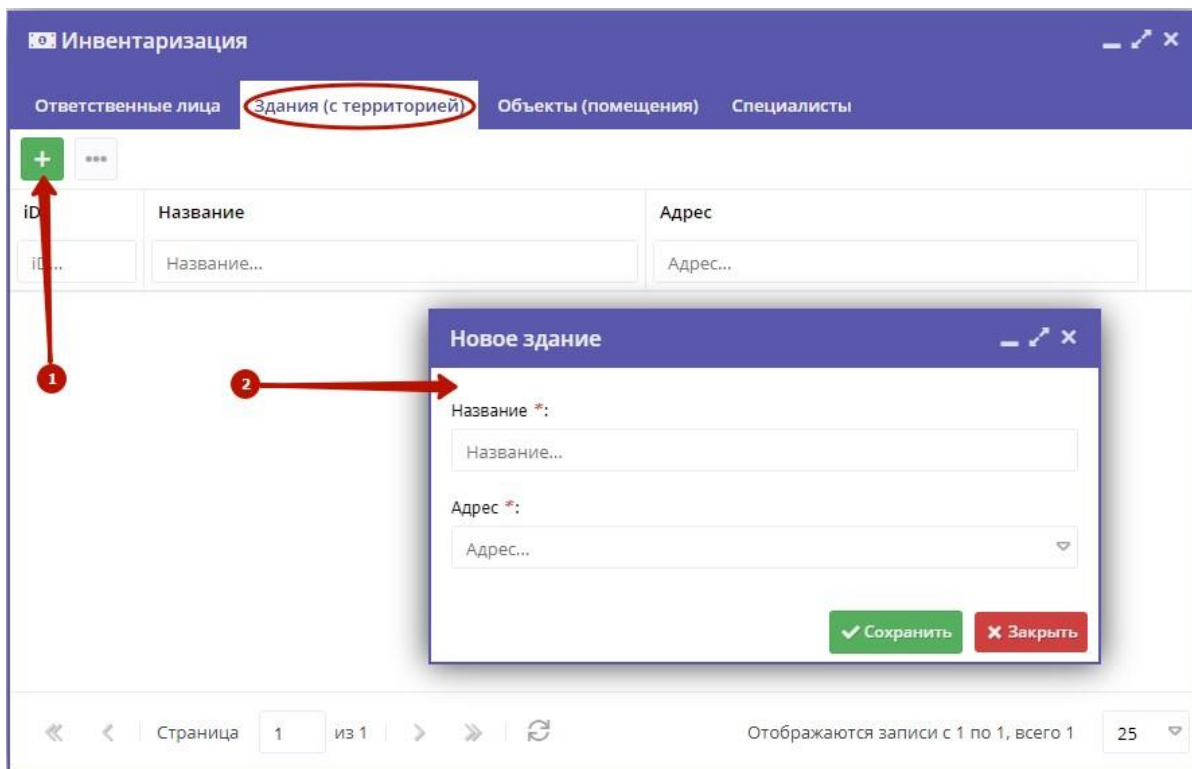 Инвентаризация
Ответственные лица Здания (с территорией) Объекты (помещения) Специалисты
+ •••
iD Название Адрес
iD... Название... Адрес...
Новое здание
1
2
Название *:
Название...
Адрес *:
Адрес...
Сохранить Закрыть
Страница 1 из 1 Отображаются записи с 1 по 1, всего 1 25